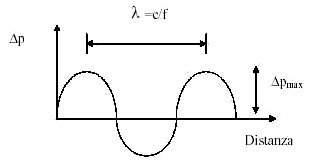 λ =c/f
Δp
Δpmax
Distanza